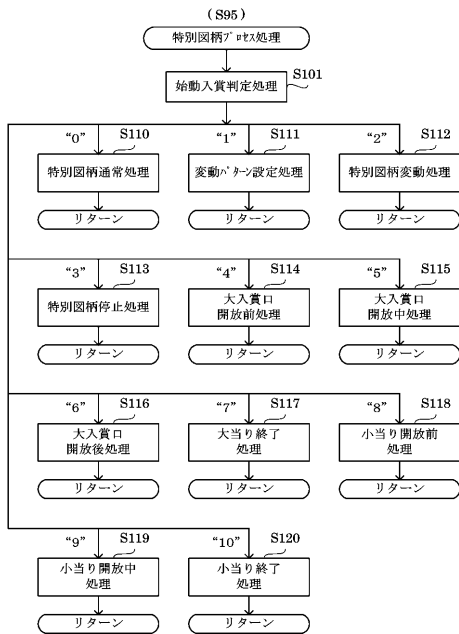 (S95)
特別図柄ﾌﾟﾛｾｽ処理
S101
始動入賞判定処理
“0” S110 “1” S111 “2” S112
特別図柄通常処理 変動ﾊﾟﾀｰﾝ設定処理 特別図柄変動処理
リターン リターン リターン
“3” S113 “4” S114 “5” S115
特別図柄停止処理 大入賞口 大入賞口
開放前処理 開放中処理
リターン リターン リターン
“6” S116 “7” S117 “8” S118
大入賞口 大当り終了 小当り開放前
開放後処理 処理 処理
リターン リターン リターン
“9” S119 “10” S120
小当り開放中 小当り終了
処理 処理
リターン リターン